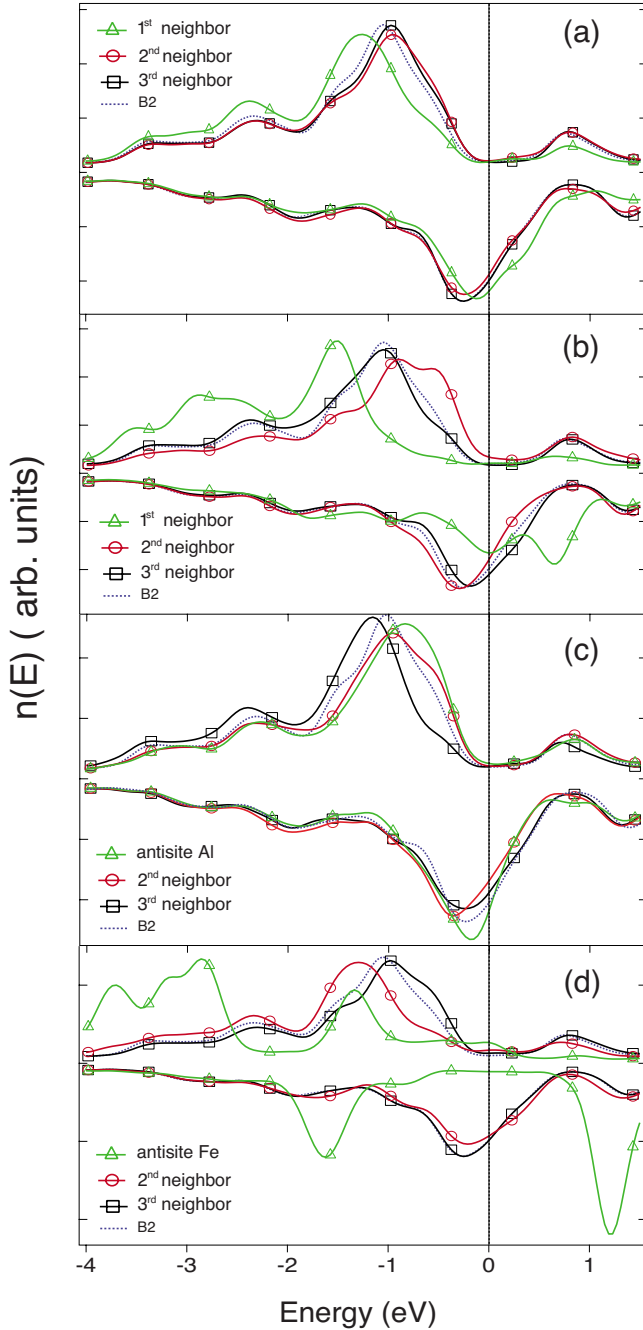 (a)
1st neighbor
2nd neighbor
3rd neighbor
B2
(b)
1st neighbor
2nd neighbor
3rd neighbor
B2
n(E) ( arb. units)
(c)
antisite Al
2nd neighbor
3rd neighbor
B2
(d)
antisite Fe
2nd neighbor
3rd neighbor
B2
-4 -3 -2 -1 0 1
Energy (eV)